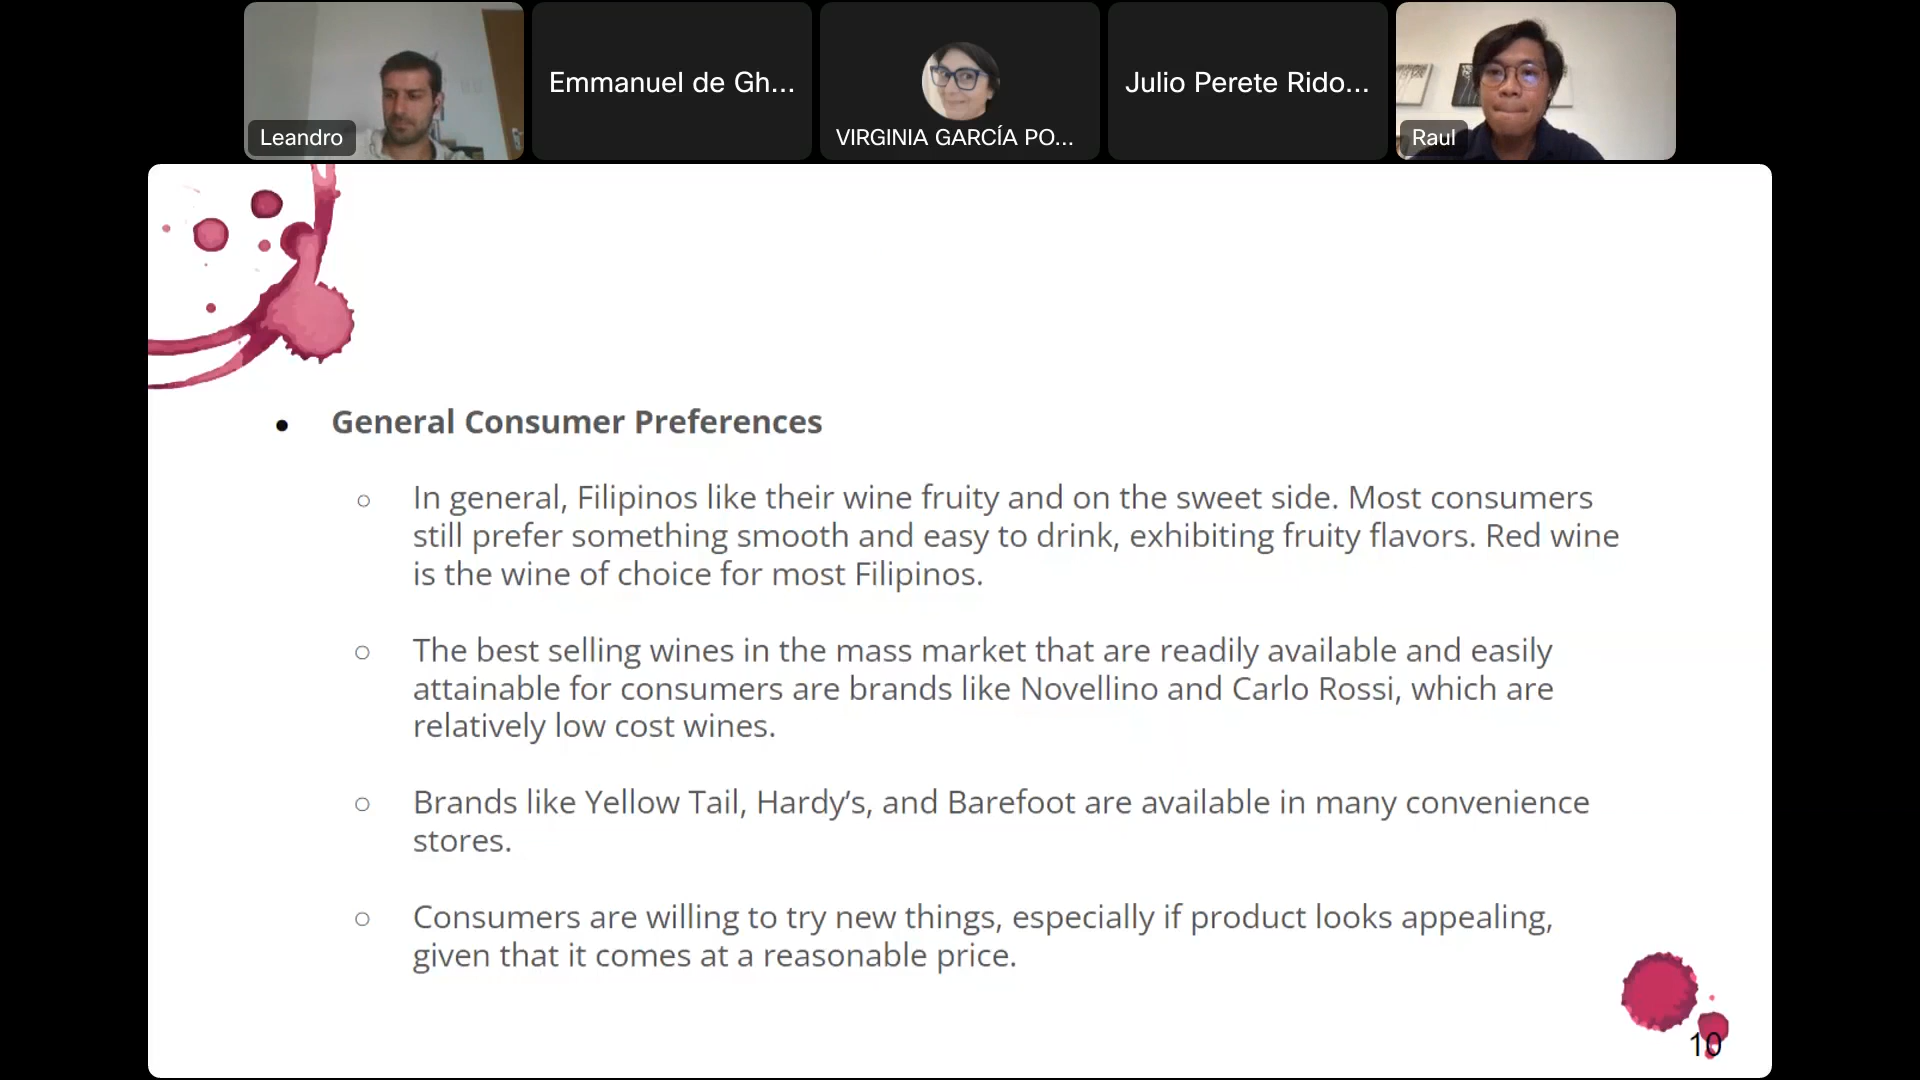 Leandro
Emmanuel de Gh...
VIRGINIA GARCÍA PO...
Julio Perete Rido...
Raul
• General Consumer Preferences
○ In general, Filipinos like their wine fruity and on the sweet side. Most consumers
still prefer something smooth and easy to drink, exhibiting fruity flavors. Red wine
is the wine of choice for most Filipinos.
○ The best selling wines in the mass market that are readily available and easily
attainable for consumers are brands like Novellino and Carlo Rossi, which are
relatively low cost wines.
○ Brands like Yellow Tail, Hardy’s, and Barefoot are available in many convenience
stores.
○ Consumers are willing to try new things, especially if product looks appealing,
given that it comes at a reasonable price.
10